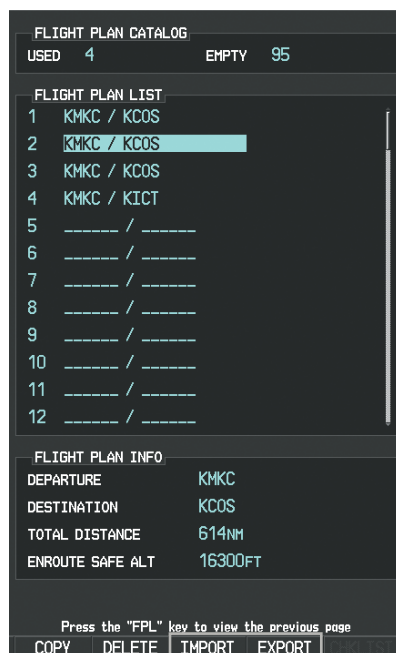 FLIGHT PLAN CATALOG
USED 4 EMPTY 95
FLIGHT PLAN LIST
1 KMKC / KCOS
2 KMKC / KCOS
3 KMKC / KCOS
4 KMKC / KICT
5 ______ / ______
6 ______ / ______
7 ______ / ______
8 ______ / ______
9 ______ / ______
10 ______ / ______
11 ______ / ______
12 ______ / ______
FLIGHT PLAN INFO
DEPARTURE KMKC
DESTINATION KCOS
TOTAL DISTANCE 614NM
ENROUTE SAFE ALT 16300FT
Press the "FPL" key to view the previous page
COPY DELETE IMPORT EXPORT